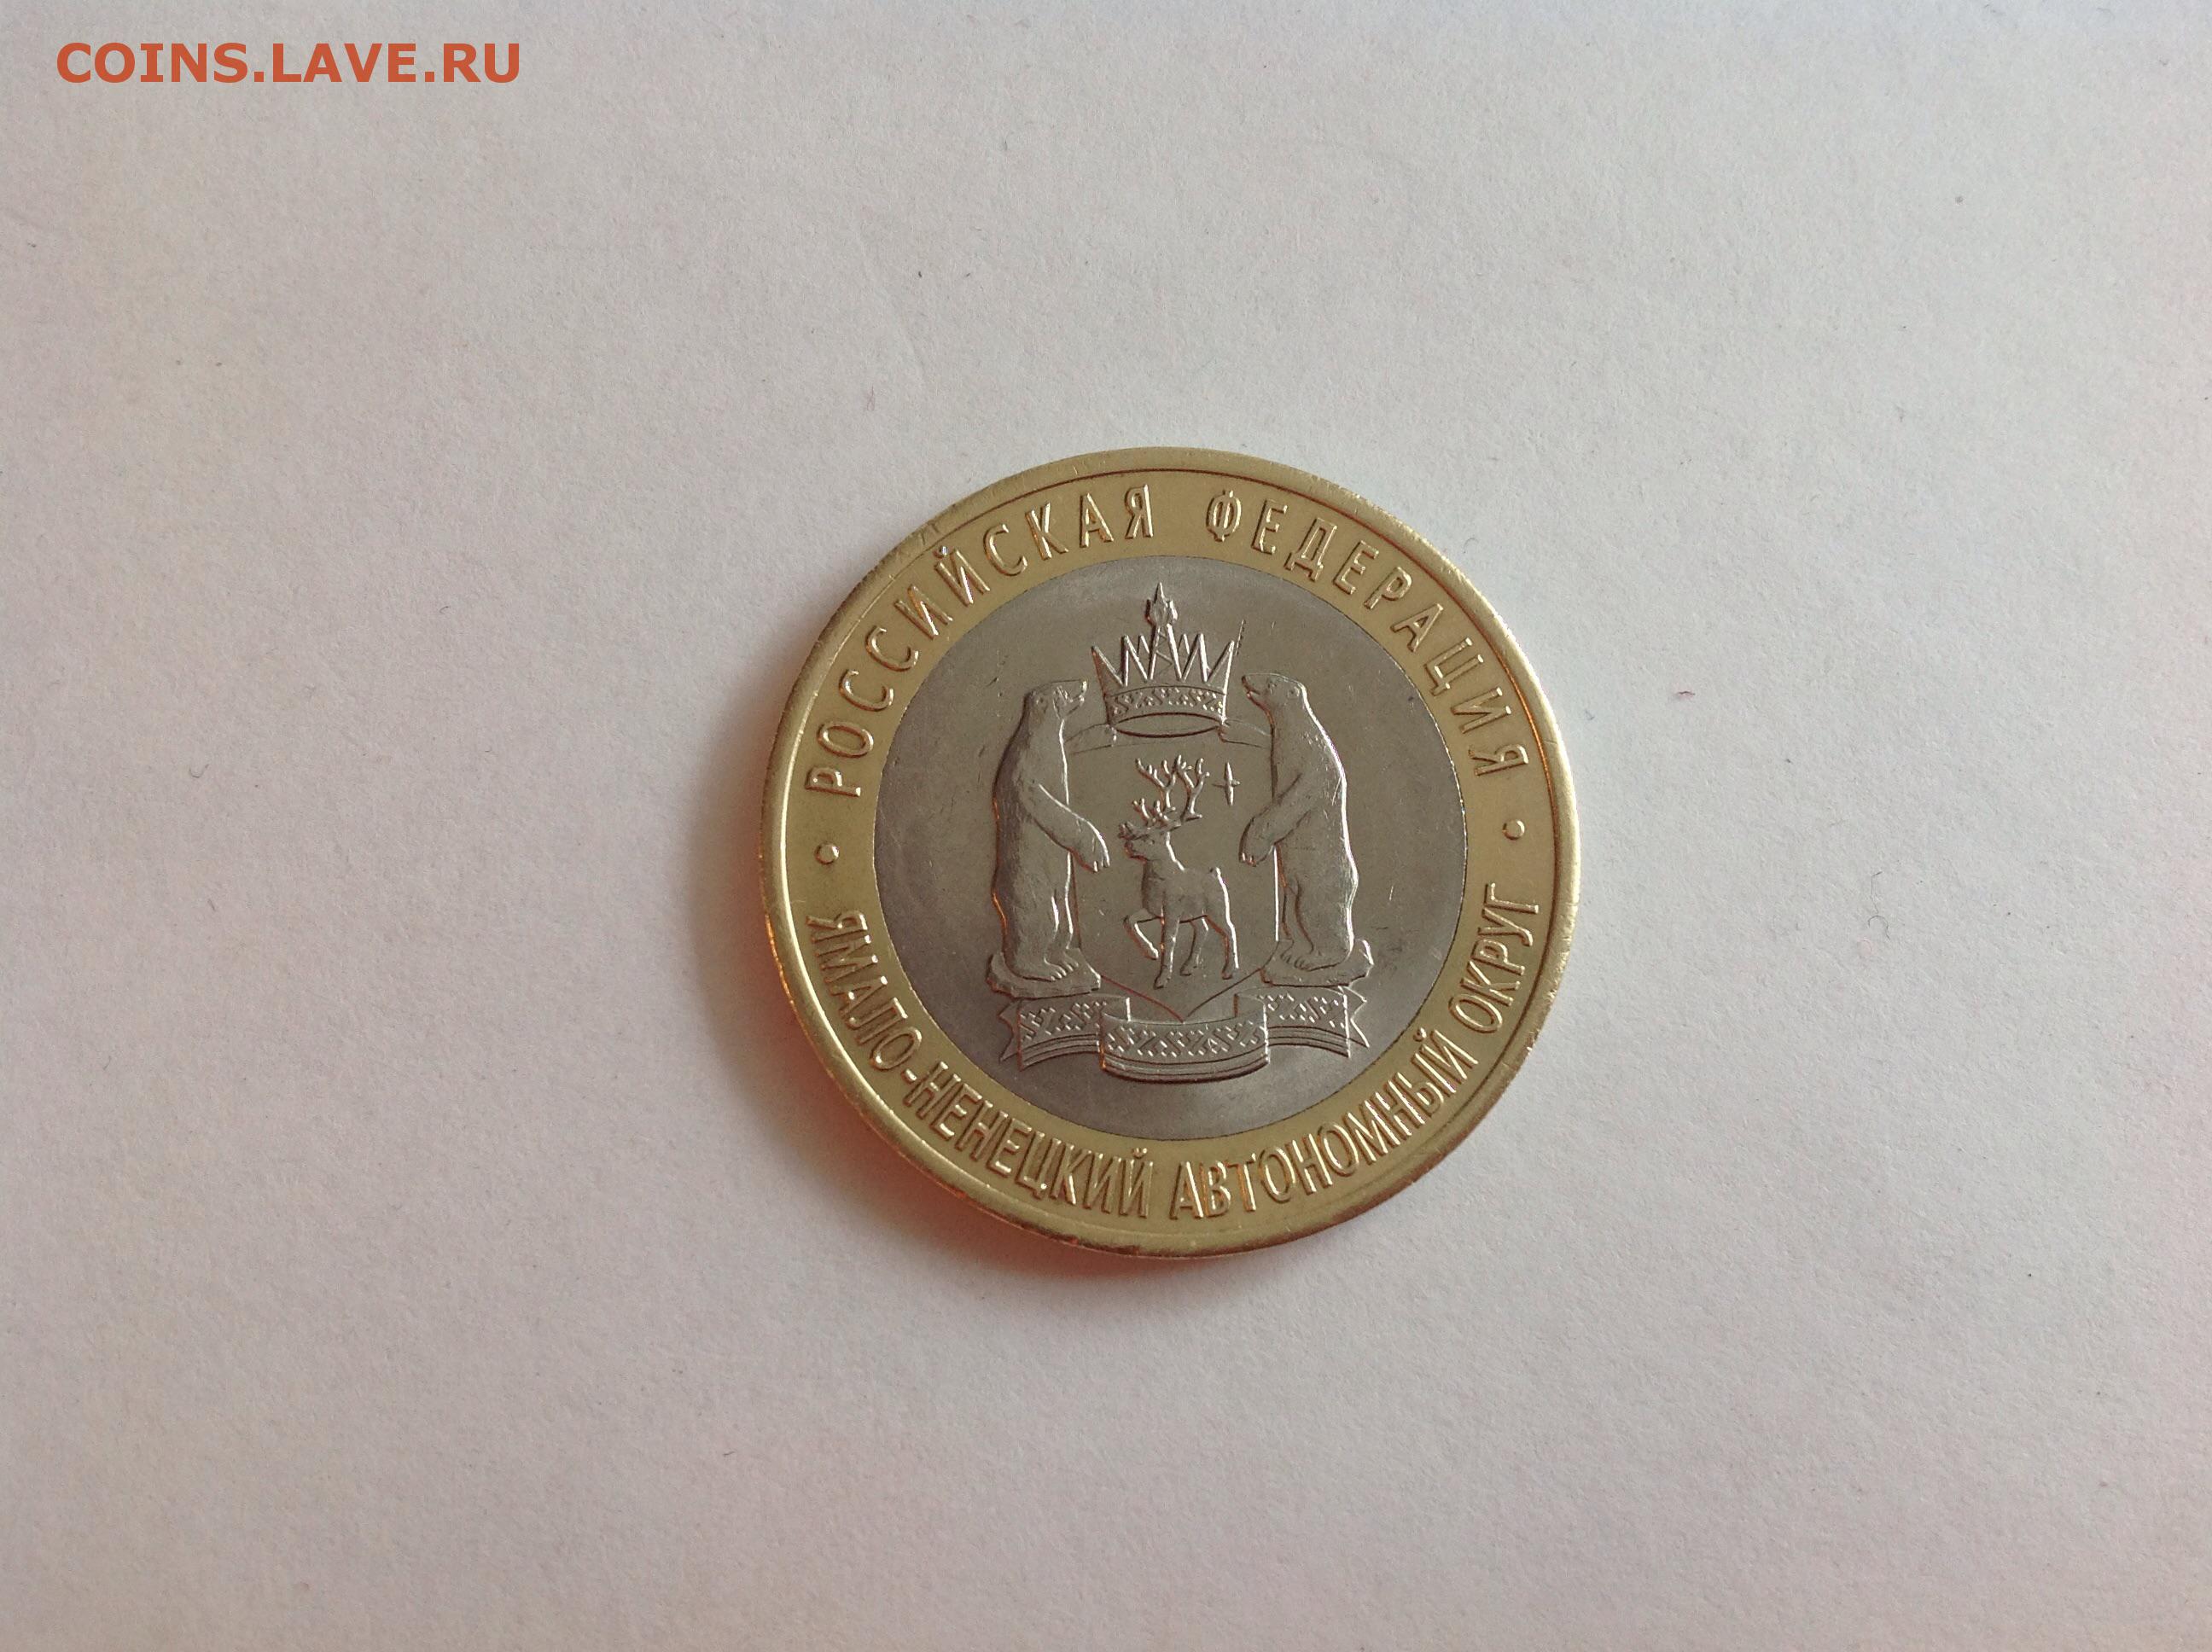 COINS.LAVE.RU
• РОССИЙСКАЯ ФЕДЕРАЦИЯ •
ЯМАЛО-НЕНЕЦКИЙ АВТОНОМНЫЙ ОКРУГ